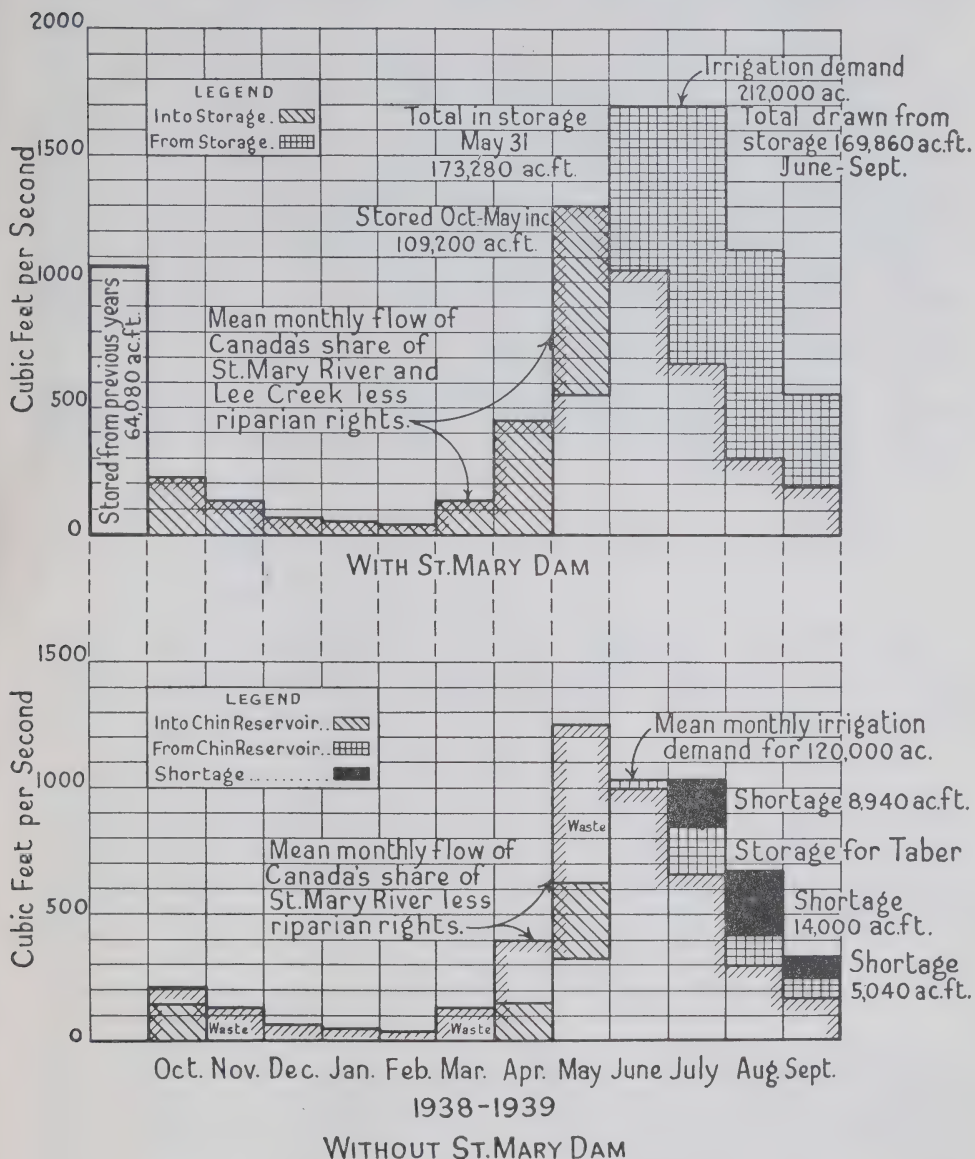 2000
1500
1000
500
0
Cubic Feet per Second
LEGEND
Into Storage.
From Storage.
Irrigation demand
212,000 ac.
Total in storage
May 31
173,280 ac.ft.
Total drawn from
storage 169,860 ac.ft.
June-Sept.
Stored Oct-May inc.
109,200 ac.ft.
Stored from previous years
64,080 ac.ft.
Mean monthly flow of
Canada's share of
St. Mary River and
Lee Creek less
riparian rights.
WITH ST. MARY DAM
1500
1000
500
0
Cubic Feet per Second
LEGEND
Into Chin Reservoir..
From Chin Reservoir..
Shortage..........
Mean monthly irrigation
demand for 120,000 ac.
Shortage 8,940 ac.ft.
Waste
Storage for Taber
Mean monthly flow of
Canada's share of
St. Mary River less
riparian rights.
Shortage
14,000 ac.ft.
Shortage
5,040 ac.ft.
Waste
Waste
Oct. Nov. Dec. Jan. Feb. Mar. Apr. May June July Aug. Sept.
1938-1939
WITHOUT ST. MARY DAM